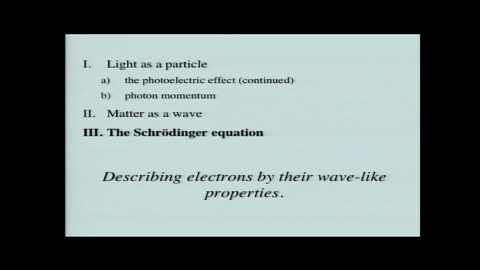 I. Light as a particle
a) the photoelectric effect (continued)
b) photon momentum
II. Matter as a wave
III. The Schrödinger equation
Describing electrons by their wave-like
properties.